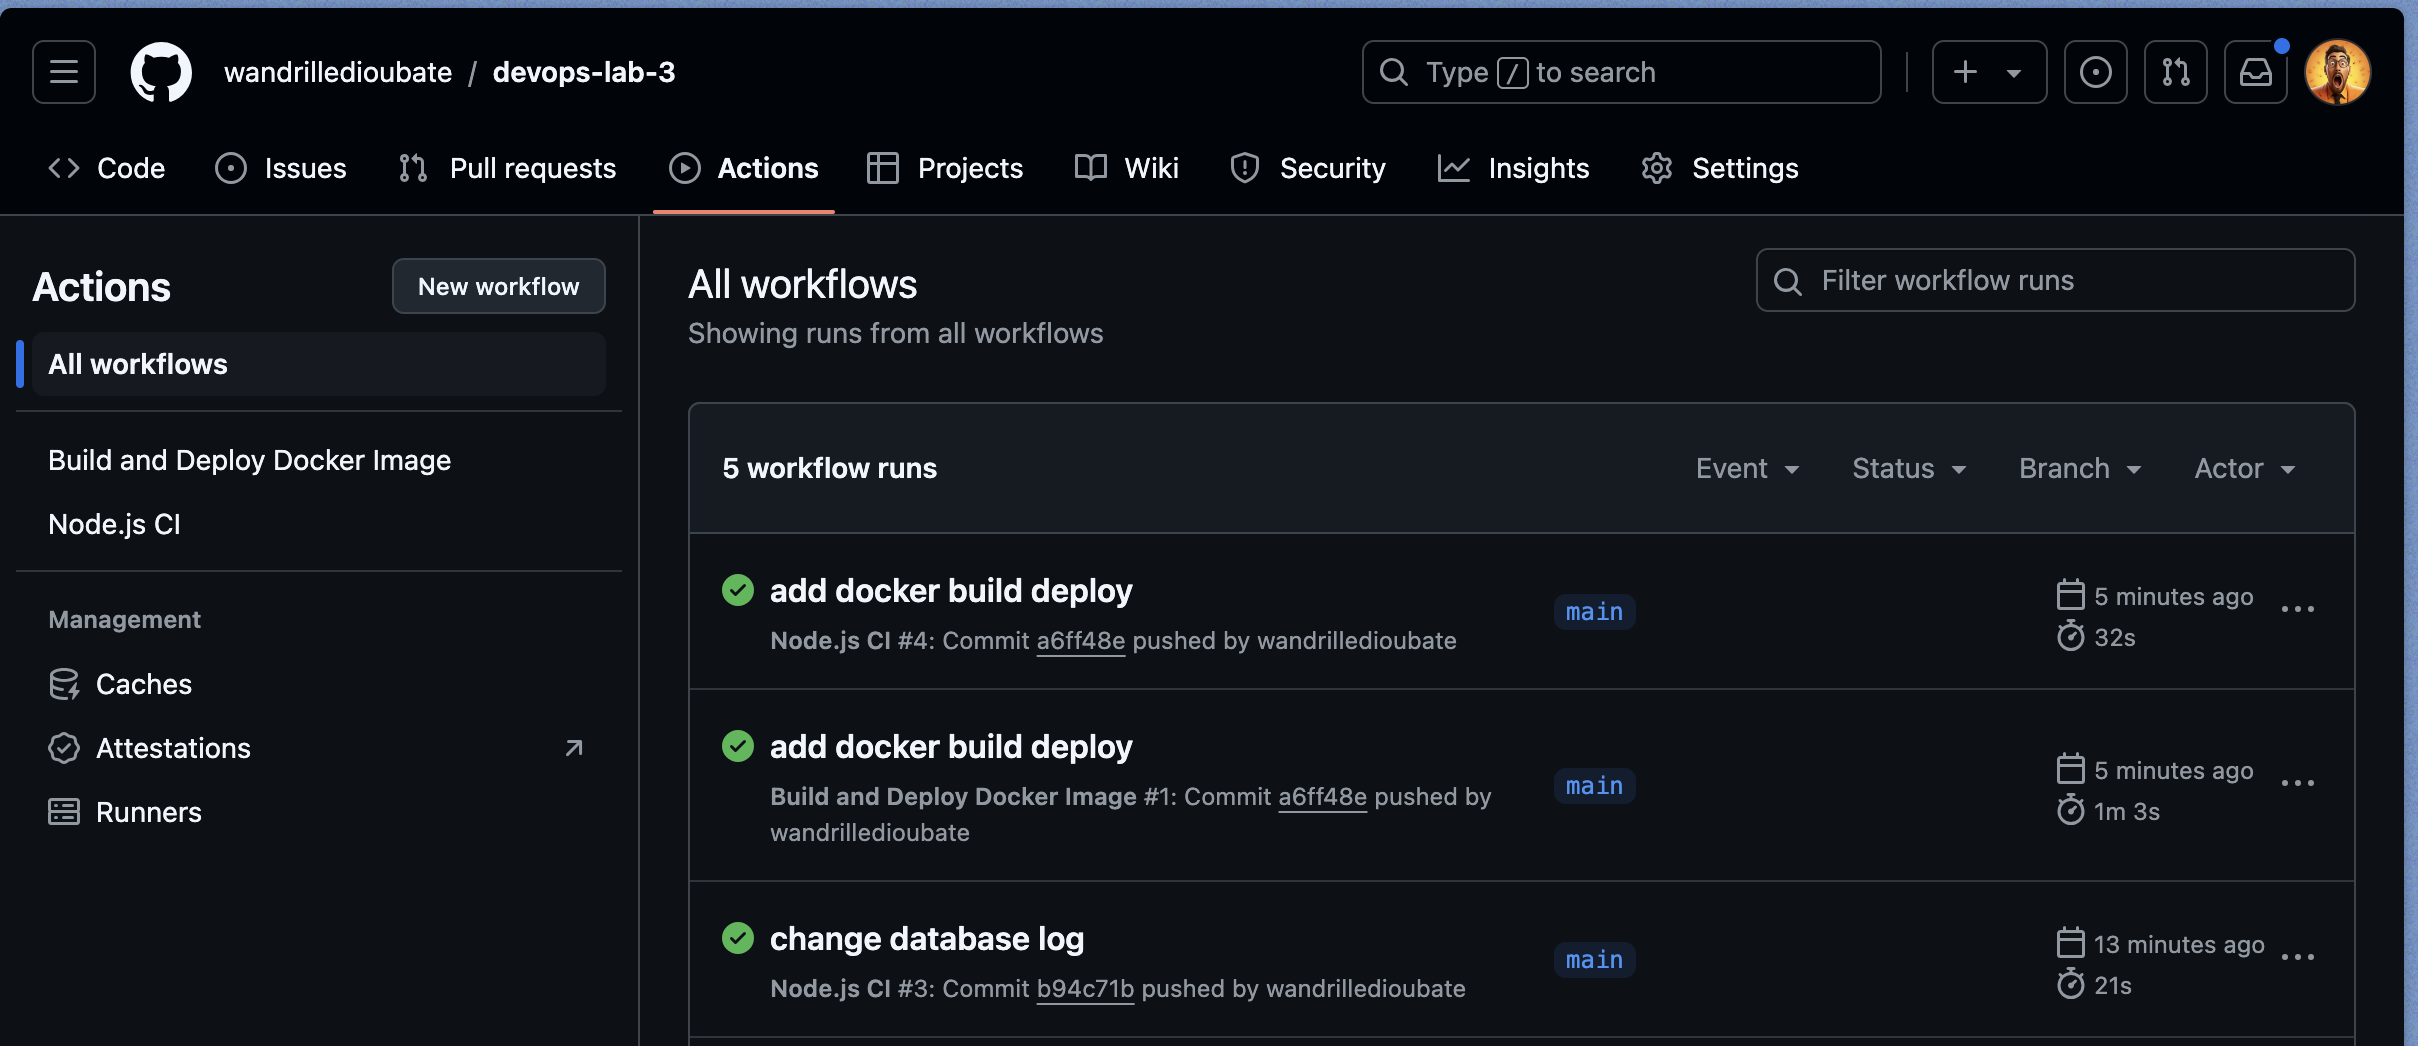 wandrilledioubate / devops-lab-3
Type / to search
Code
Issues
Pull requests
Actions
Projects
Wiki
Security
Insights
Settings
Actions
New workflow
All workflows
Build and Deploy Docker Image
Node.js CI
Management
Caches
Attestations
Runners
All workflows
Showing runs from all workflows
Filter workflow runs
5 workflow runs
Event
Status
Branch
Actor
add docker build deploy
Node.js CI #4: Commit a6ff48e pushed by wandrilledioubate
main
5 minutes ago
32s
add docker build deploy
Build and Deploy Docker Image #1: Commit a6ff48e pushed by
wandrilledioubate
main
5 minutes ago
1m 3s
change database log
Node.js CI #3: Commit b94c71b pushed by wandrilledioubate
main
13 minutes ago
21s